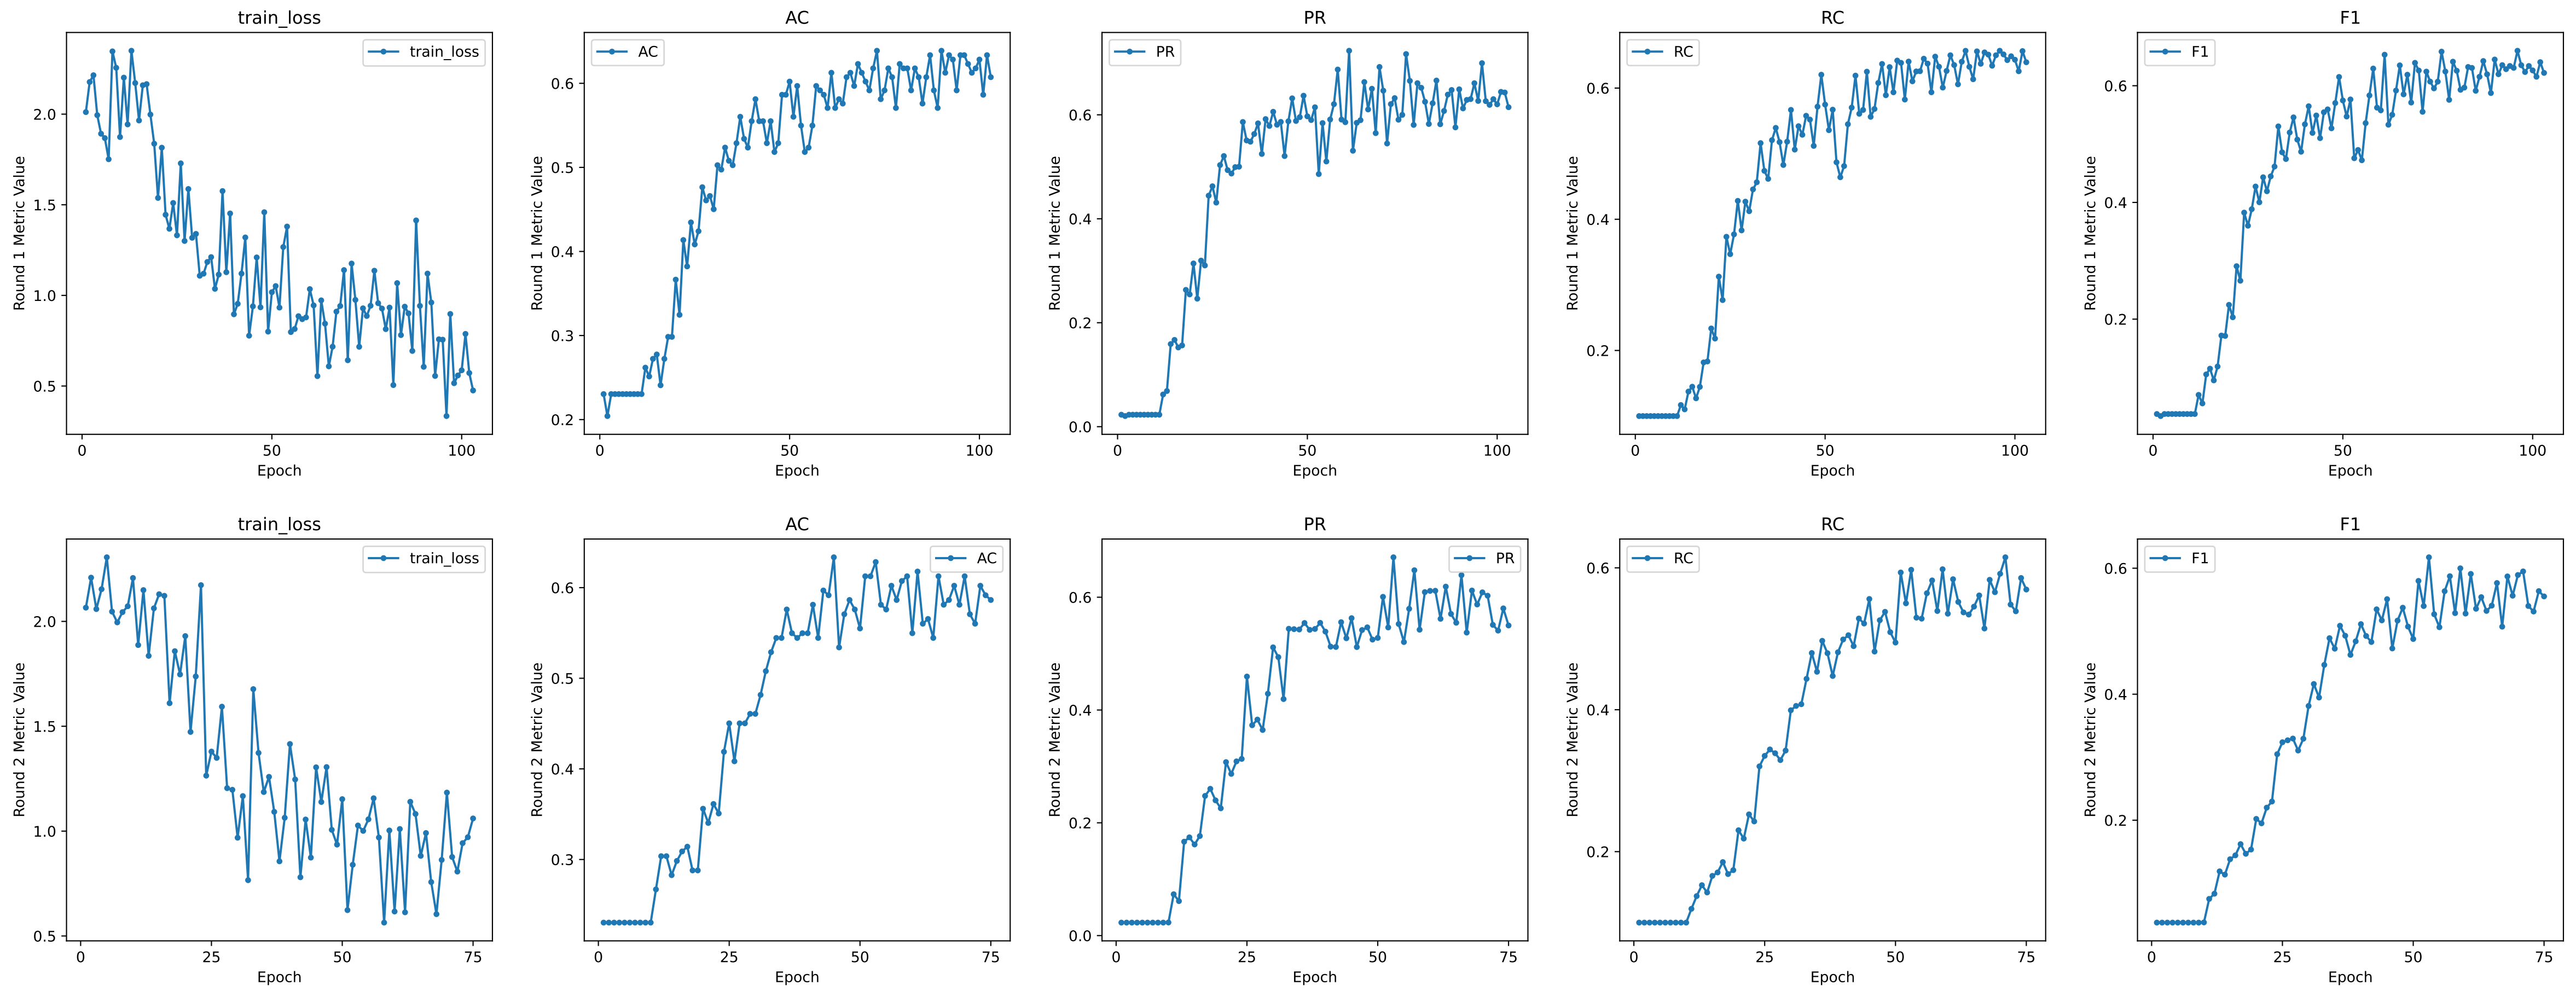 train_loss
AC
PR
RC
F1
Round 1 Metric Value
2.0
1.5
1.0
0.5
train_loss
0
50
100
Epoch
Round 1 Metric Value
0.6
0.5
0.4
0.3
0.2
AC
0
50
100
Epoch
Round 1 Metric Value
0.6
0.4
0.2
0.0
PR
0
50
100
Epoch
Round 1 Metric Value
0.6
0.4
0.2
RC
0
50
100
Epoch
Round 1 Metric Value
0.6
0.4
0.2
F1
0
50
100
Epoch
train_loss
AC
PR
RC
F1
Round 2 Metric Value
2.0
1.5
1.0
0.5
train_loss
0
25
50
75
Epoch
Round 2 Metric Value
0.6
0.5
0.4
0.3
AC
0
25
50
75
Epoch
Round 2 Metric Value
0.6
0.4
0.2
0.0
PR
0
25
50
75
Epoch
Round 2 Metric Value
0.6
0.4
0.2
RC
0
25
50
75
Epoch
Round 2 Metric Value
0.6
0.4
0.2
F1
0
25
50
75
Epoch